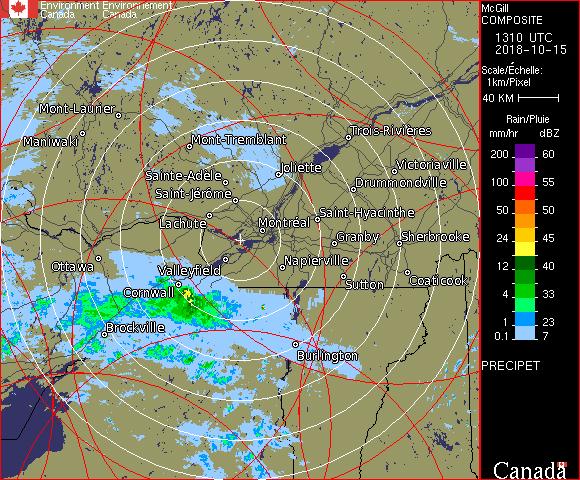 Environment Environnement
Canada Canada
McGill
COMPOSITE
1310 UTC
2018-10-15
Scale/Échelle:
1km/Pixel
40 KM
Rain/Pluie
mm/hr dBZ
200 60
100 55
50 50
24 45
12 40
4 33
1 23
0.1 7
PRECIPET
Canada
Mont-Laurier
Maniwaki
Mont-Tremblant
Trois-Rivières
Joliette
Victoriaville
Sainte-Adèle
Drummondville
Saint-Jérôme
Saint-Hyacinthe
Lachute
Montréal
Granby
Sherbrooke
Ottawa
Napierville
Valleyfield
Sutton
Coaticook
Cornwall
Brockville
Burlington